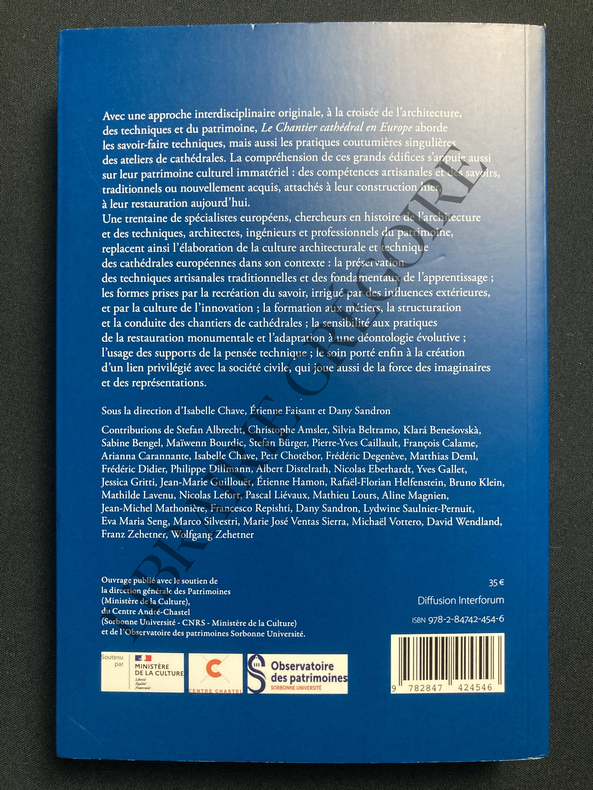 Avec une approche interdisciplinaire originale, à la croisée de l'architecture,
des techniques et du patrimoine, Le Chantier cathédral en Europe aborde
les savoir-faire techniques, mais aussi les pratiques coutumières singulières
des ateliers de cathédrales. La compréhension de ces grands édifices s'appuie aussi
sur leur patrimoine culturel immatériel : des compétences artisanales et des savoirs,
traditionnels ou nouvellement acquis, attachés à leur construction hier,
à leur restauration aujourd'hui.
Une trentaine de spécialistes européens, chercheurs en histoire de l'architecture
et des techniques, architectes, ingénieurs et professionnels du patrimoine,
replacent ainsi l'élaboration de la culture architecturale et technique
des cathédrales européennes dans son contexte : la préservation
des techniques artisanales traditionnelles et des fondamentaux de l'apprentissage ;
les formes prises par la recréation du savoir, irrigué par des influences extérieures,
et par la culture de l'innovation ; la formation aux métiers, la structuration
et la conduite des chantiers de cathédrales ; la sensibilité aux pratiques
de la restauration monumentale et l'adaptation à une déontologie évolutive ;
l'usage des supports de la pensée technique ; le soin porté enfin à la création
d'un lien privilégié avec la société civile, qui joue aussi de la force des imaginaires
et des représentations.
Sous la direction d'Isabelle Chave, Étienne Faisant et Dany Sandron
Contributions de Stefan Albrecht, Christophe Amsler, Silvia Beltramo, Klará Benešovskà,
Sabine Bengel, Maïwenn Bourdic, Stefan Bürger, Pierre-Yves Caillault, François Calame,
Arianna Carannante, Isabelle Chave, Petr Chotěbor, Frédéric Degenève, Matthias Deml,
Frédéric Didier, Philippe Dillmann, Albert Distelrath, Nicolas Eberhardt, Yves Gallet,
Jessica Gritti, Jean-Marie Guillouët, Étienne Hamon, Rafaël-Florian Helfenstein, Bruno Klein,
Mathilde Lavenu, Nicolas Lefort, Pascal Liévaux, Mathieu Lours, Aline Magnien,
Jean-Michel Mathonière, Francesco Repishti, Dany Sandron, Lydwine Saulnier-Pernuit,
Eva Maria Seng, Marco Silvestri, Marie José Ventas Sierra, Michaël Vottero, David Wendland,
Franz Zehetner, Wolfgang Zehetner
Ouvrage publié avec le soutien de
la direction générale des Patrimoines
(Ministère de la Culture),
du Centre André-Chastel
(Sorbonne Université - CNRS - Ministère de la Culture)
et de l'Observatoire des patrimoines Sorbonne Université.
35 €
Diffusion Interforum
ISBN 978-2-84742-454-6
Soutenu
par
MINISTÈRE
DE LA CULTURE
Liberté
Égalité
Fraternité
C
CENTRE CHASTEL
S
Observatoire
des patrimoines
SORBONNE UNIVERSITÉ
9 782847 424546
LIBRAIRIE GRÉGOIRE